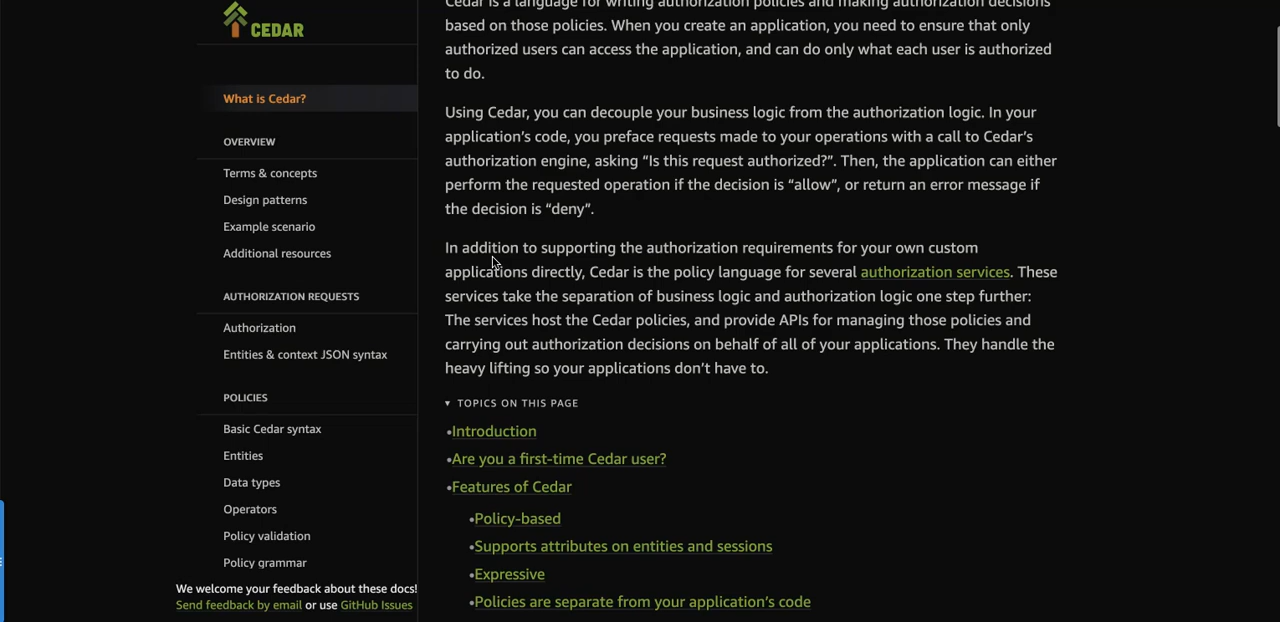 CEDAR
What is Cedar?
OVERVIEW
Terms & concepts
Design patterns
Example scenario
Additional resources
AUTHORIZATION REQUESTS
Authorization
Entities & context JSON syntax
POLICIES
Basic Cedar syntax
Entities
Data types
Operators
Policy validation
Policy grammar
We welcome your feedback about these docs!
Send feedback by email or use GitHub Issues
Cedar is a language for writing authorization policies and making authorization decisions
based on those policies. When you create an application, you need to ensure that only
authorized users can access the application, and can do only what each user is authorized
to do.
Using Cedar, you can decouple your business logic from the authorization logic. In your
application’s code, you preface requests made to your operations with a call to Cedar’s
authorization engine, asking “Is this request authorized?”. Then, the application can either
perform the requested operation if the decision is “allow”, or return an error message if
the decision is “deny”.
In addition to supporting the authorization requirements for your own custom
applications directly, Cedar is the policy language for several authorization services. These
services take the separation of business logic and authorization logic one step further:
The services host the Cedar policies, and provide APIs for managing those policies and
carrying out authorization decisions on behalf of all of your applications. They handle the
heavy lifting so your applications don’t have to.
▾ TOPICS ON THIS PAGE
•Introduction
•Are you a first-time Cedar user?
•Features of Cedar
•Policy-based
•Supports attributes on entities and sessions
•Expressive
•Policies are separate from your application’s code